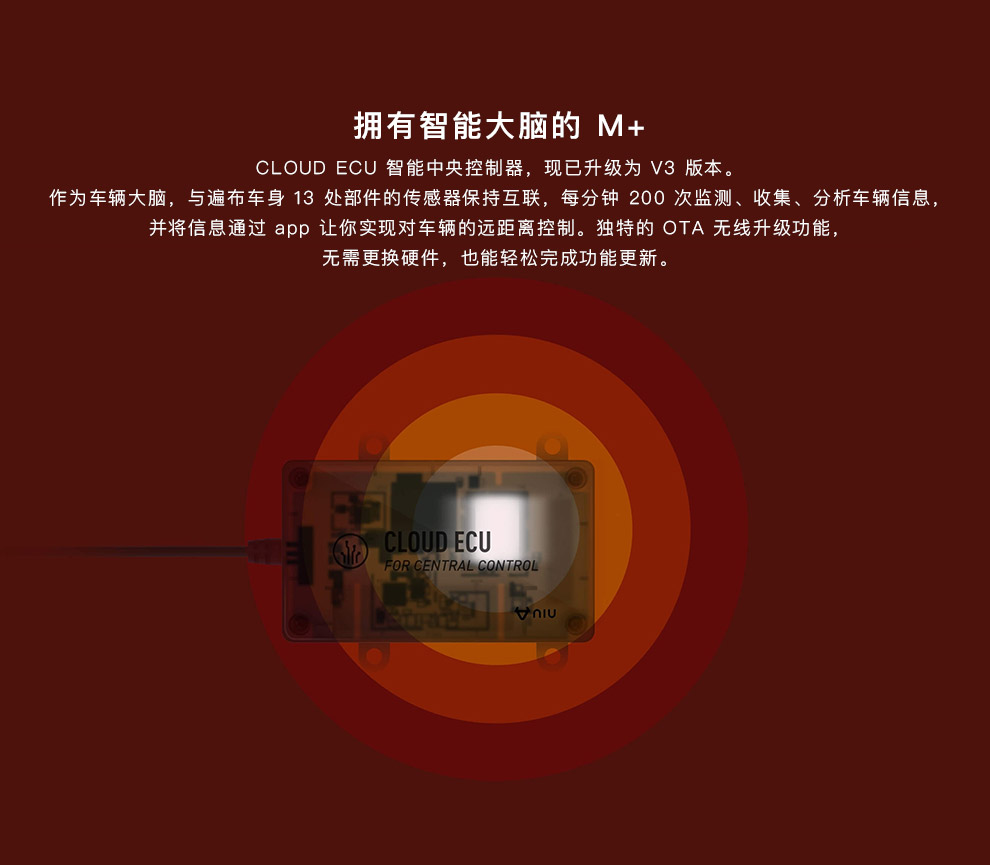 拥有智能大脑的 M+
CLOUD ECU 智能中央控制器，现已升级为 V3 版本。
作为车辆大脑，与遍布车身 13 处部件的传感器保持互联，每分钟 200 次监测、收集、分析车辆信息，
并将信息通过 app 让你实现对车辆的远距离控制。独特的 OTA 无线升级功能，
无需更换硬件，也能轻松完成功能更新。
CLOUD ECU
FOR CENTRAL CONTROL
NIU